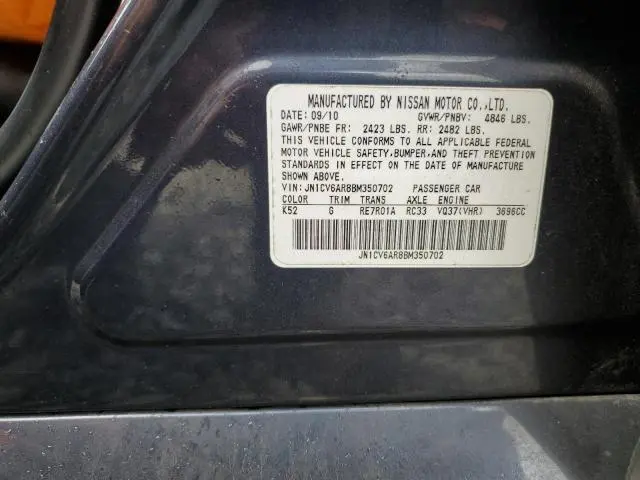 MANUFACTURED BY NISSAN MOTOR CO.,LTD.
DATE: 09/10 GVWR/PNBV: 4846 LBS.
GAWR/PNBE FR: 2423 LBS. RR: 2482 LBS.
THIS VEHICLE CONFORMS TO ALL APPLICABLE FEDERAL
MOTOR VEHICLE SAFETY,BUMPER,AND THEFT PREVENTION
STANDARDS IN EFFECT ON THE DATE OF MANUFACTURE
SHOWN ABOVE.
VIN: JN1CV6AR8BM350702 PASSENGER CAR
COLOR TRIM TRANS AXLE ENGINE
K52 G RE7R01A RC33 VQ37(VHR) 3696CC
JN1CV6AR8BM350702